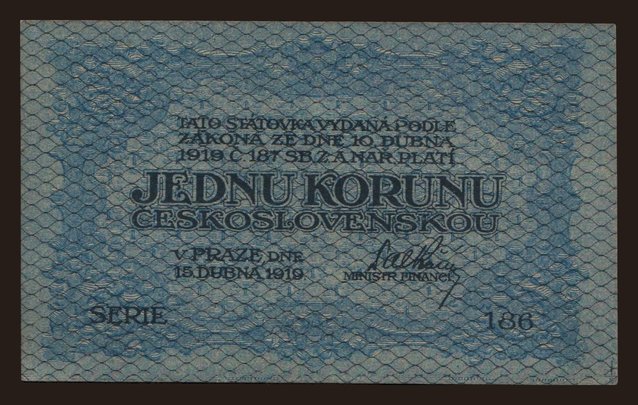 TATO STÁTOVKA VYDANÁ PODLE
ZÁKONA ZE DNE 10. DUBNA
1919 Č 187 SB. Z. A NAŘ. PLATÍ
JEDNU KORUNU
ČESKOSLOVENSKOU
V PRAZE DNE
15. DUBNA 1919
MINISTR FINANCÍ
SERIE 186